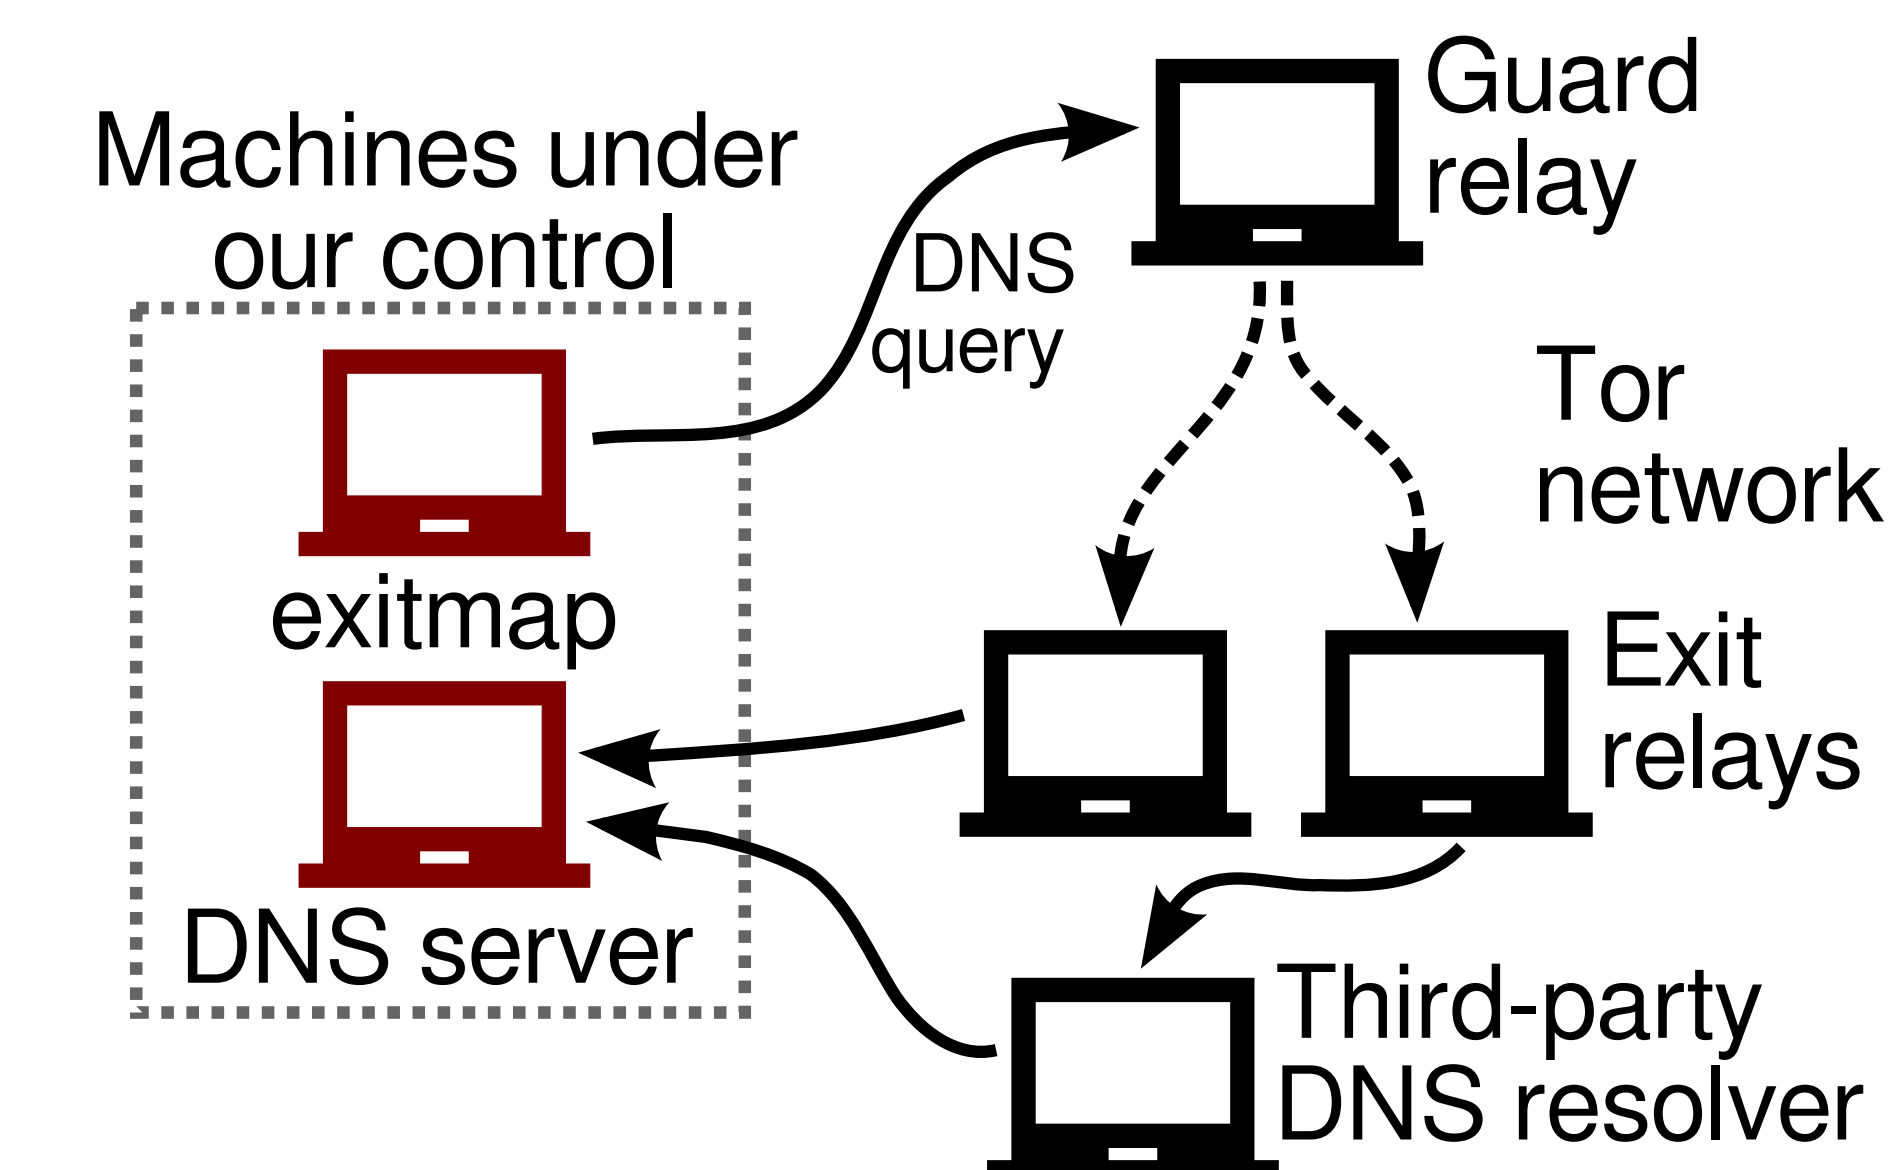 Machines under
our control
exitmap
DNS server
DNS
query
Guard
relay
Tor
network
Exit
relays
Third-party
DNS resolver